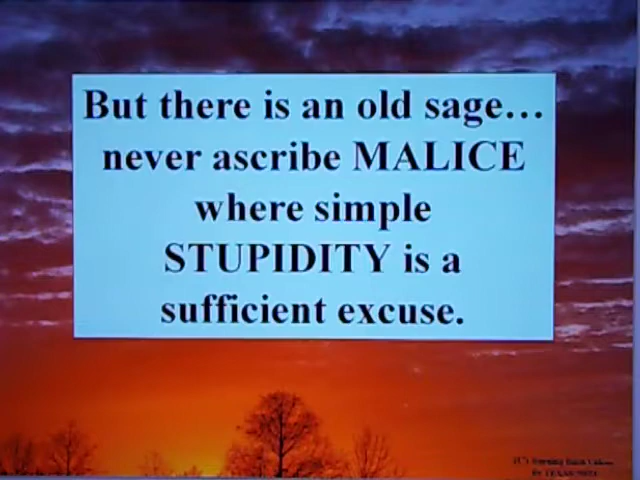 But there is an old sage...
never ascribe MALICE
where simple
STUPIDITY is a
sufficient excuse.